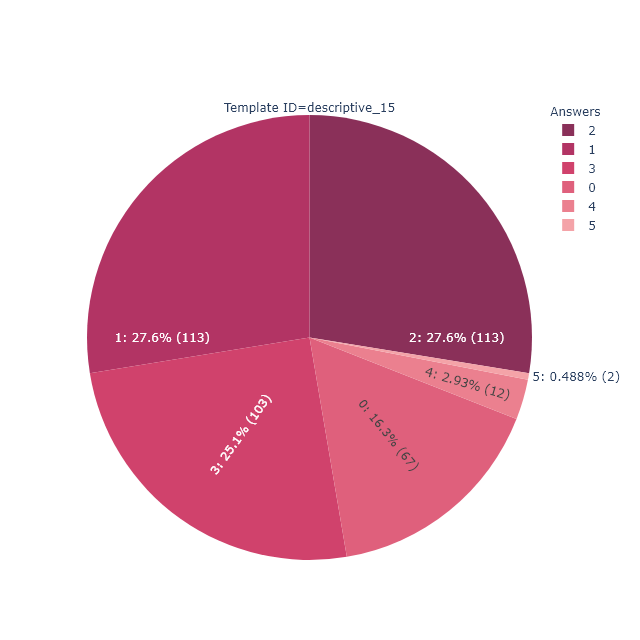 Template ID=descriptive_15
Answers
2
1
3
0
4
5
1: 27.6% (113)
2: 27.6% (113)
5: 0.488% (2)
4: 2.93% (12)
0: 16.3% (67)
3: 25.1% (103)